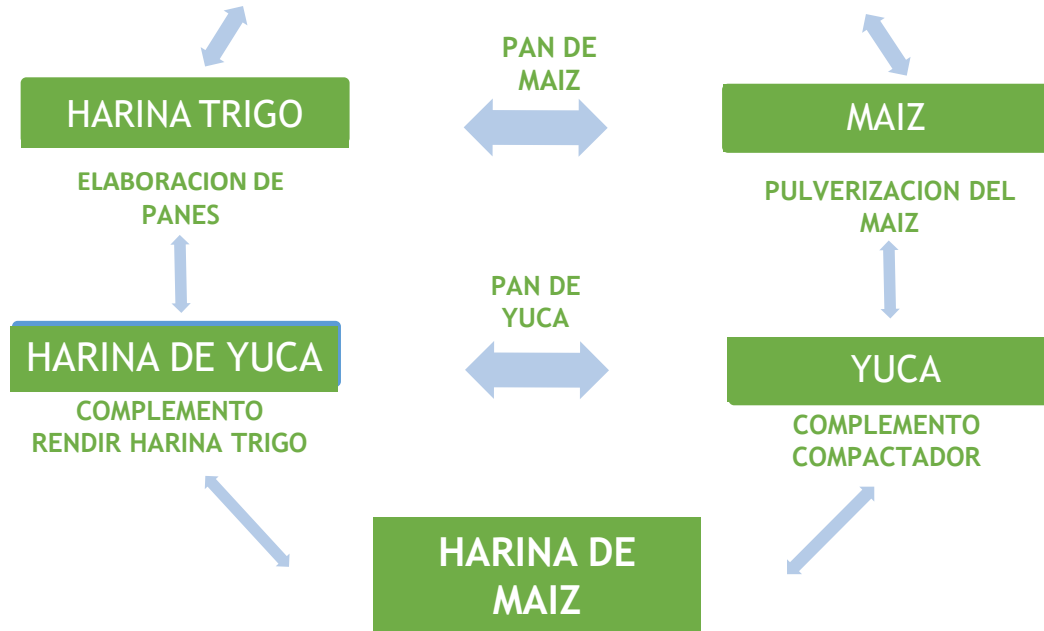 PAN DE
MAIZ
HARINA TRIGO
MAIZ
ELABORACION DE
PANES
PULVERIZACION DEL
MAIZ
PAN DE
YUCA
HARINA DE YUCA
YUCA
COMPLEMENTO
RENDIR HARINA TRIGO
COMPLEMENTO
COMPACTADOR
HARINA DE
MAIZ